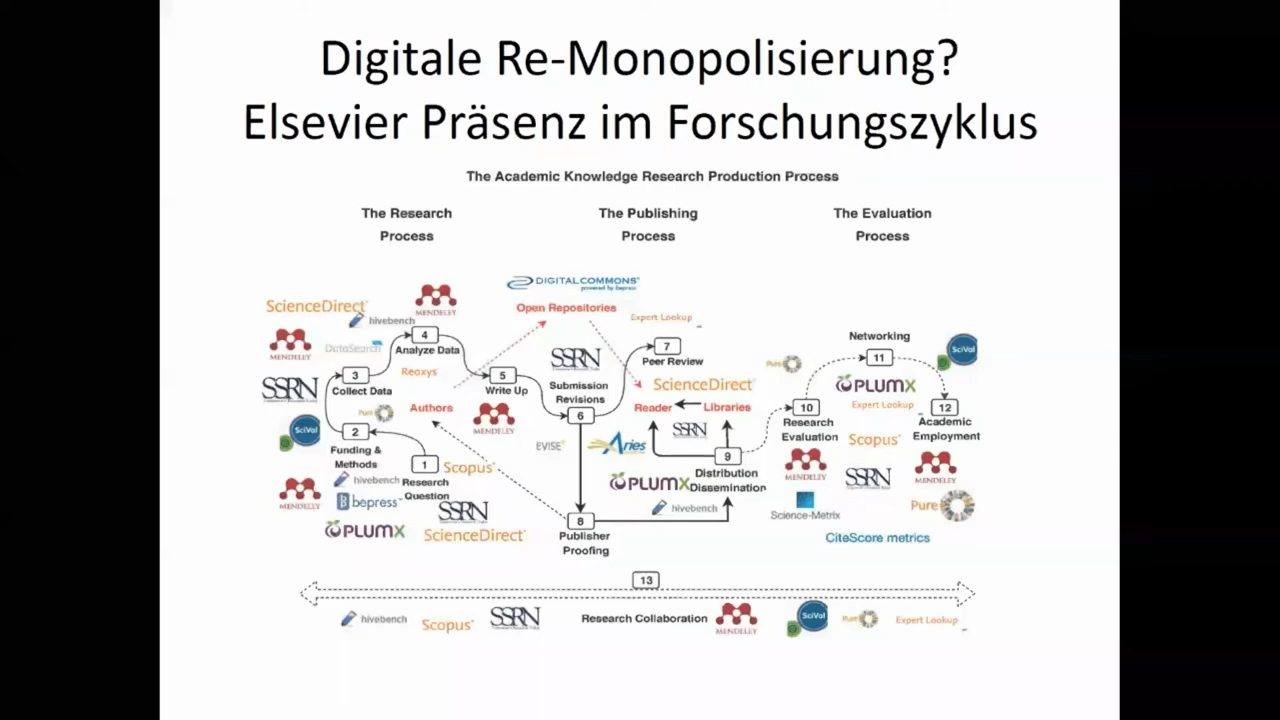 Digitale Re-Monopolisierung?
Elsevier Präsenz im Forschungszyklus
The Academic Knowledge Research Production Process
The Research
Process
The Publishing
Process
The Evaluation
Process
ScienceDirect
MENDELEY
hivebench
MENDELEY
DataSearch
4
Analyze Data
Reaxys
3
Collect Data
SSRN
Pure
SciVal
2
Funding &
Methods
1
Research
Question
Scopus
hivebench
MENDELEY
bepress
SSRN
PLUMX
ScienceDirect
Authors
5
Write Up
MENDELEY
DIGITALCOMMONS
powered by bepress
Open Repositories
Expert Lookup
SSRN
7
Peer Review
Submission
Revisions
6
ScienceDirect
Reader
Libraries
SSRN
EVISE
Aries
9
Distribution
Dissemination
PLUMX
hivebench
8
Publisher
Proofing
Networking
11
SciVal
Pure
PLUMX
Expert Lookup
10
Research
Evaluation
12
Academic
Employment
Scopus
MENDELEY
SSRN
MENDELEY
Science-Metrix
Pure
CiteScore metrics
13
hivebench
Scopus
SSRN
Research Collaboration
MENDELEY
SciVal
Pure
Expert Lookup